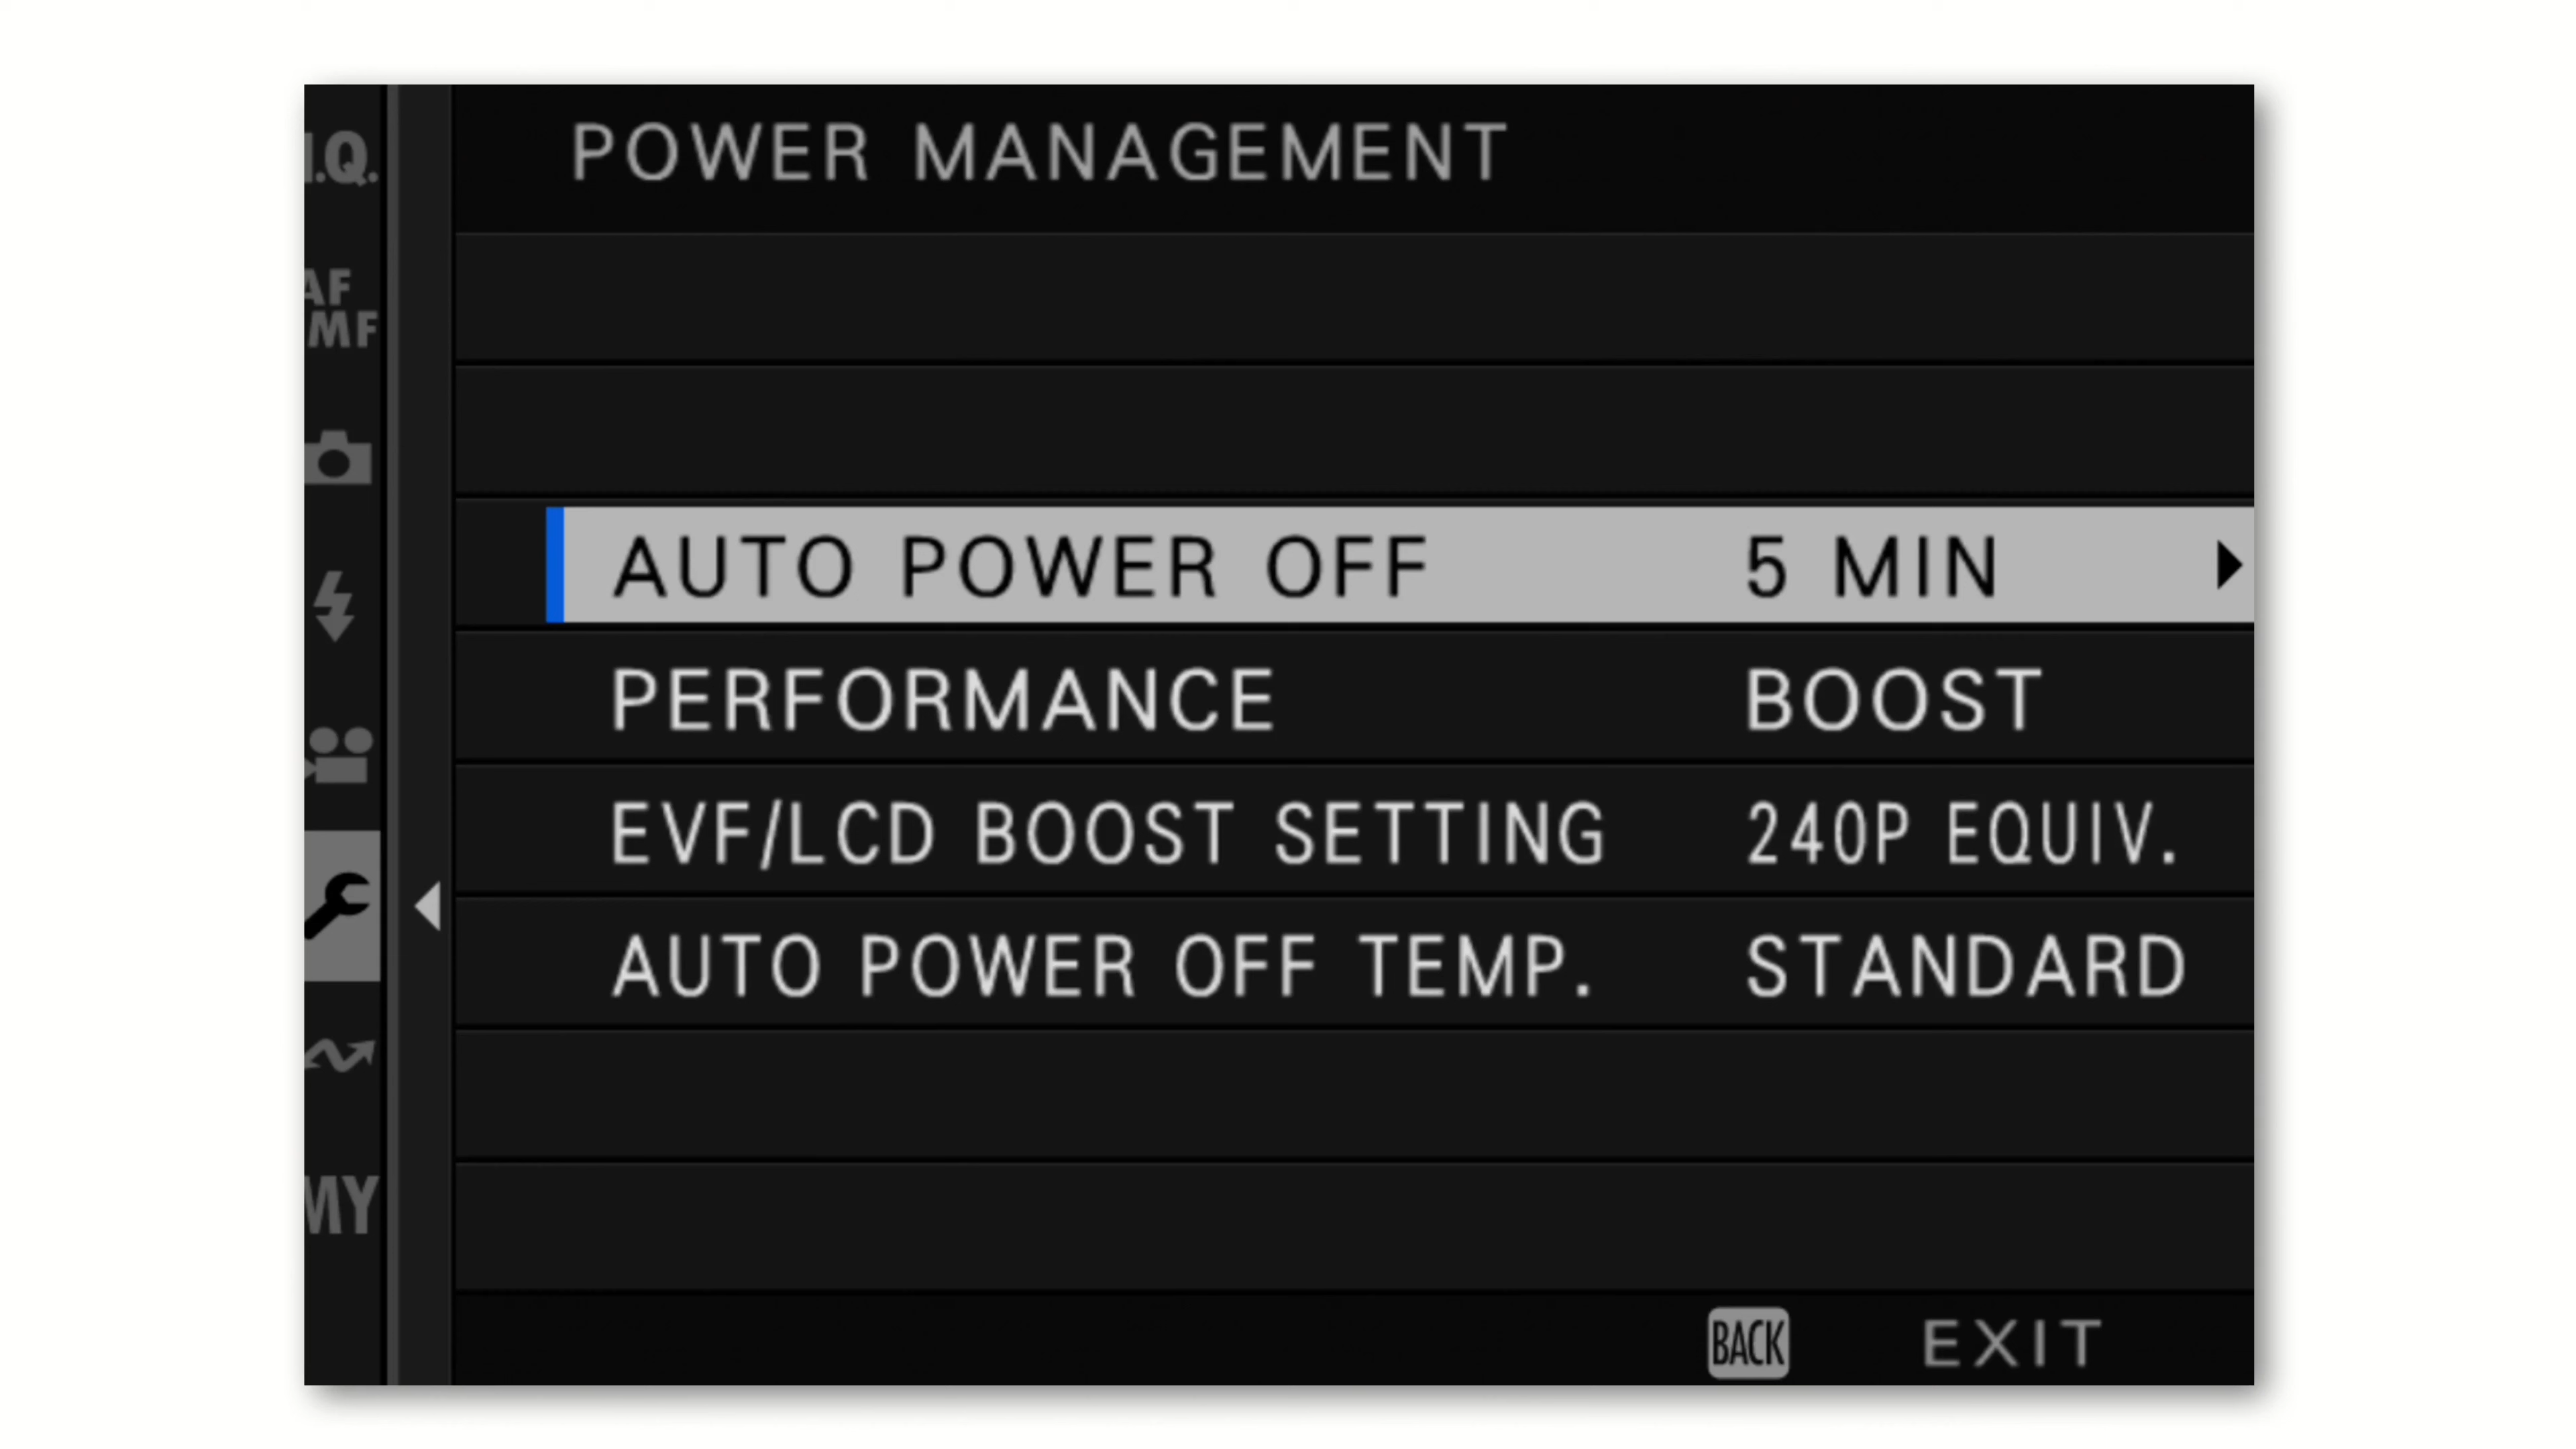 I.Q.
AF
MF
MY
POWER MANAGEMENT
AUTO POWER OFF 5 MIN
PERFORMANCE BOOST
EVF/LCD BOOST SETTING 240P EQUIV.
AUTO POWER OFF TEMP. STANDARD
BACK EXIT